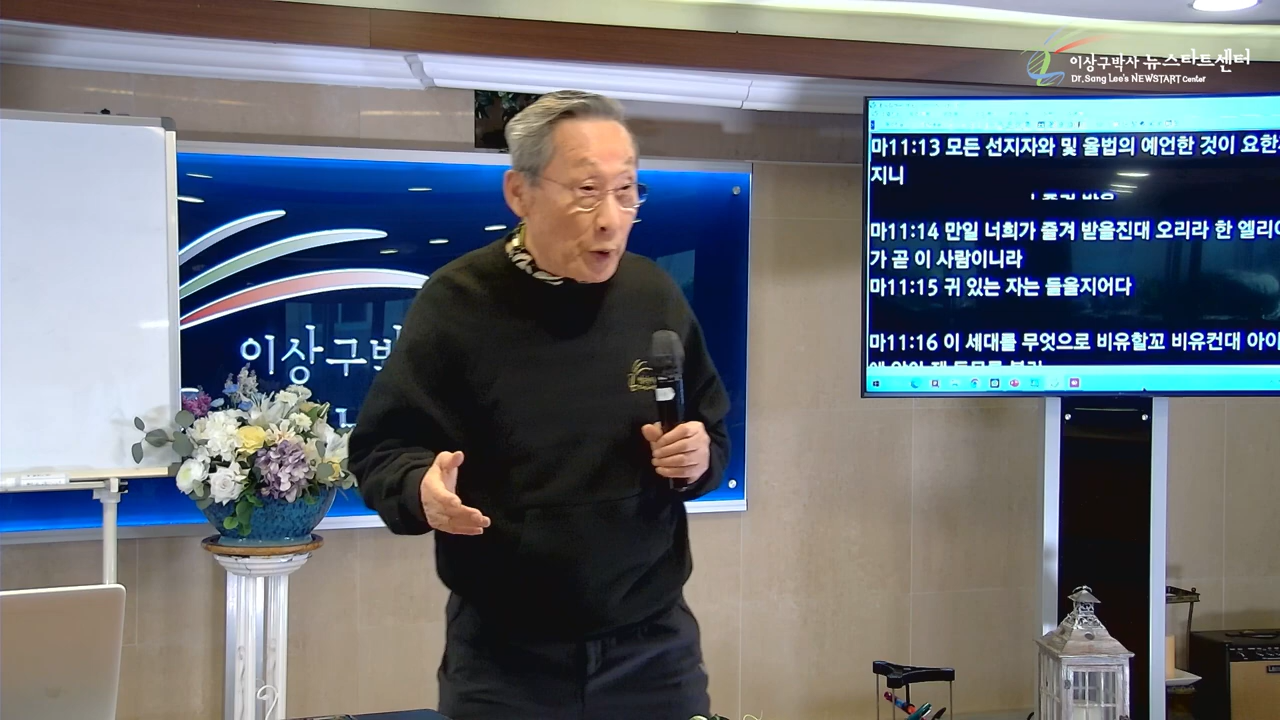 이상구박사 뉴스타트센터
Dr.Sang Lee's NEWSTART Center
마11:13 모든 선지자와 및 율법의 예언한 것이 요한
지니
마11:14 만일 너희가 즐겨 받을진대 오리라 한 엘리
가 곧 이 사람이니라
마11:15 귀 있는 자는 들을지어다
마11:16 이 세대를 무엇으로 비유할꼬 비유컨대 아이
이상구